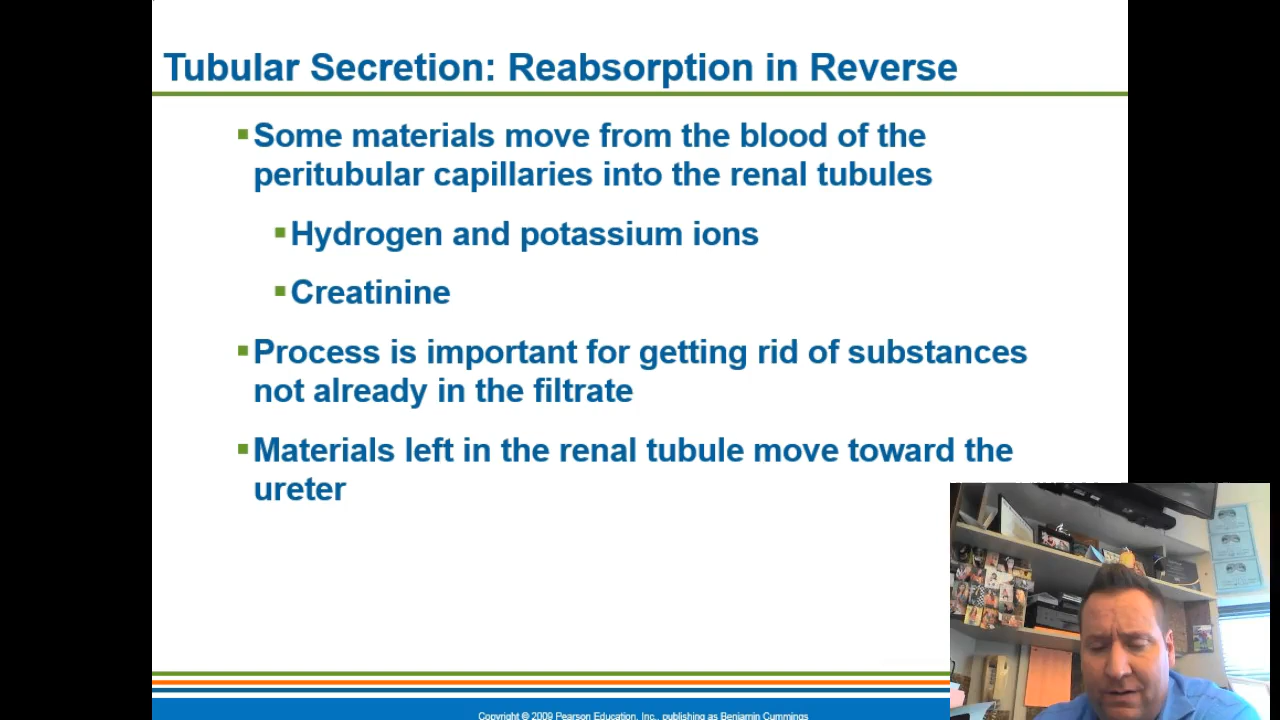 Tubular Secretion: Reabsorption in Reverse
Some materials move from the blood of the
peritubular capillaries into the renal tubules
Hydrogen and potassium ions
Creatinine
Process is important for getting rid of substances
not already in the filtrate
Materials left in the renal tubule move toward the
ureter
Copyright © 2009 Pearson Education, Inc., publishing as Benjamin Cummings